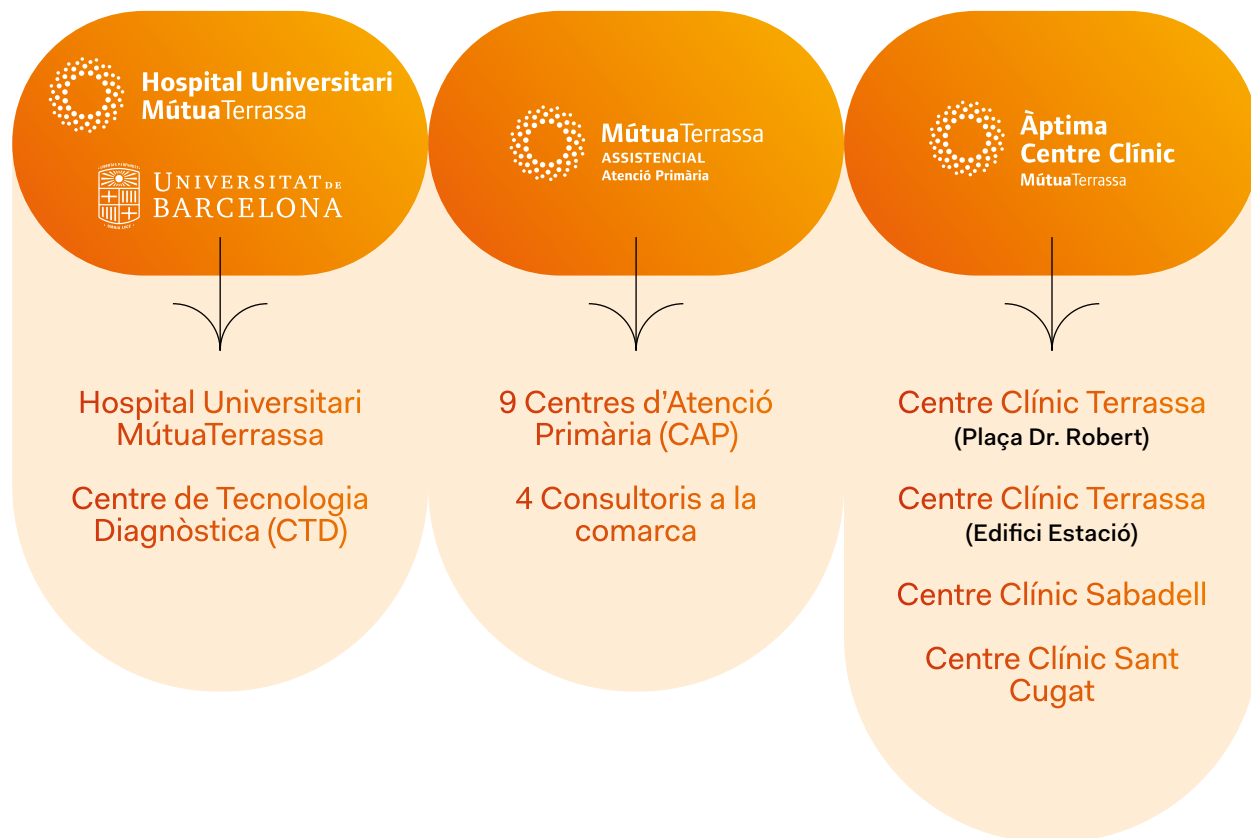 Hospital Universitari
MútuaTerrassa
UNIVERSITAT DE
BARCELONA
Hospital Universitari
MútuaTerrassa
Centre de Tecnologia
Diagnòstica (CTD)
MútuaTerrassa
ASSISTENCIAL
Atenció Primària
9 Centres d'Atenció
Primària (CAP)
4 Consultoris a la
comarca
Àptima
Centre Clínic
MútuaTerrassa
Centre Clínic Terrassa
(Plaça Dr. Robert)
Centre Clínic Terrassa
(Edifici Estació)
Centre Clínic Sabadell
Centre Clínic Sant
Cugat